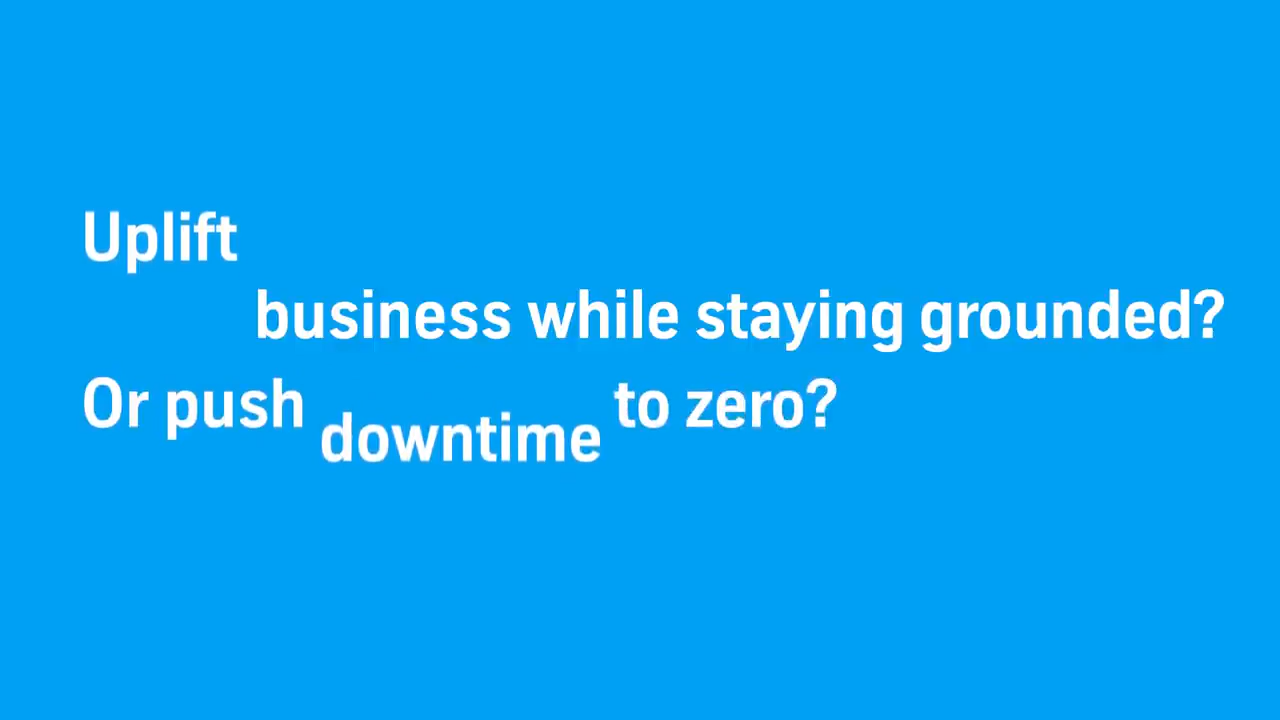 Uplift
business while staying grounded?
Or push downtime to zero?